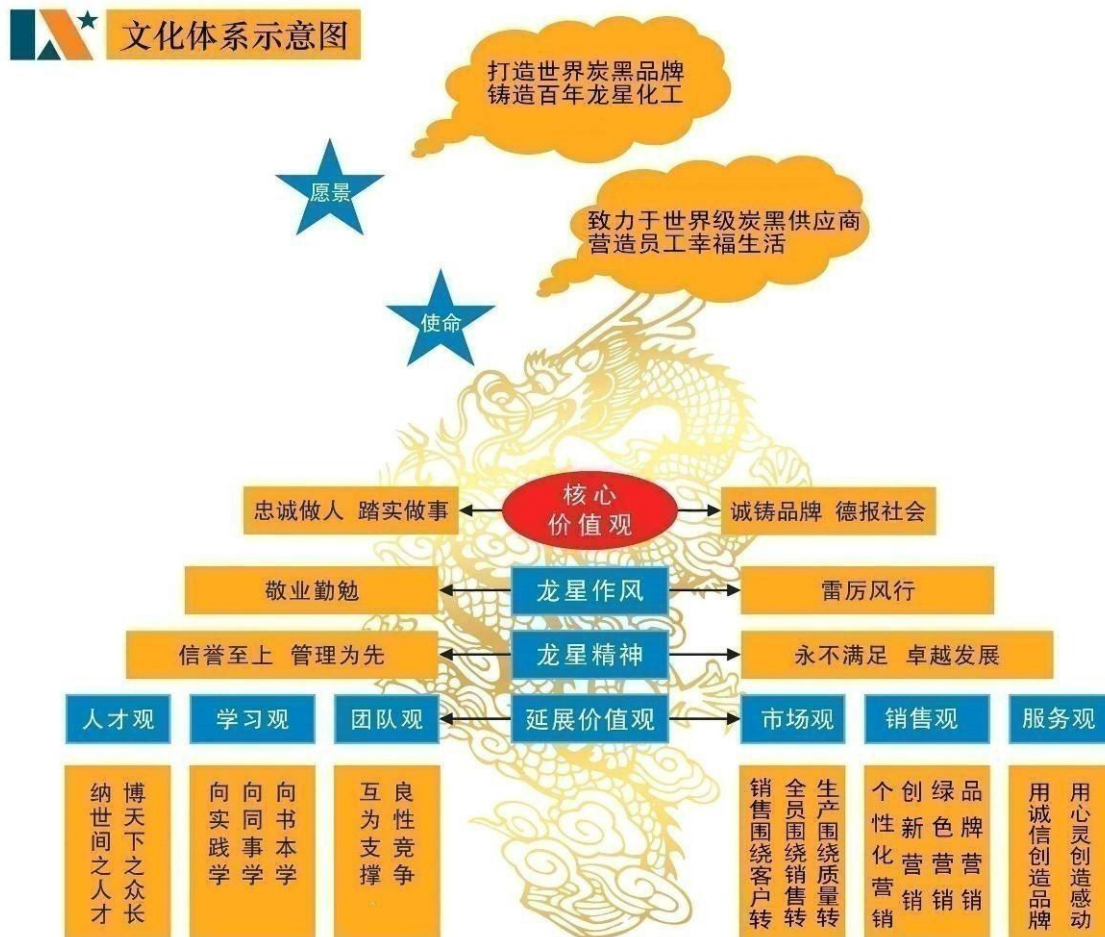 文化体系示意图
打造世界炭黑品牌
铸造百年龙星化工
愿景
致力于世界级炭黑供应商
营造员工幸福生活
使命
核心
价值观
忠诚做人 踏实做事
诚铸品牌 德报社会
敬业勤勉
龙星作风
雷厉风行
信誉至上 管理为先
龙星精神
永不满足 卓越发展
人才观
学习观
团队观
延展价值观
市场观
销售观
服务观
博天下之众长
纳世间之人才
向书本学
向同事学
向实践学
良性竞争
互为支撑
生产围绕质量转
全员围绕销售转
销售围绕客户转
品牌营销
绿色营销
创新营销
个性化营销
用心灵创造感动
用诚信创造品牌